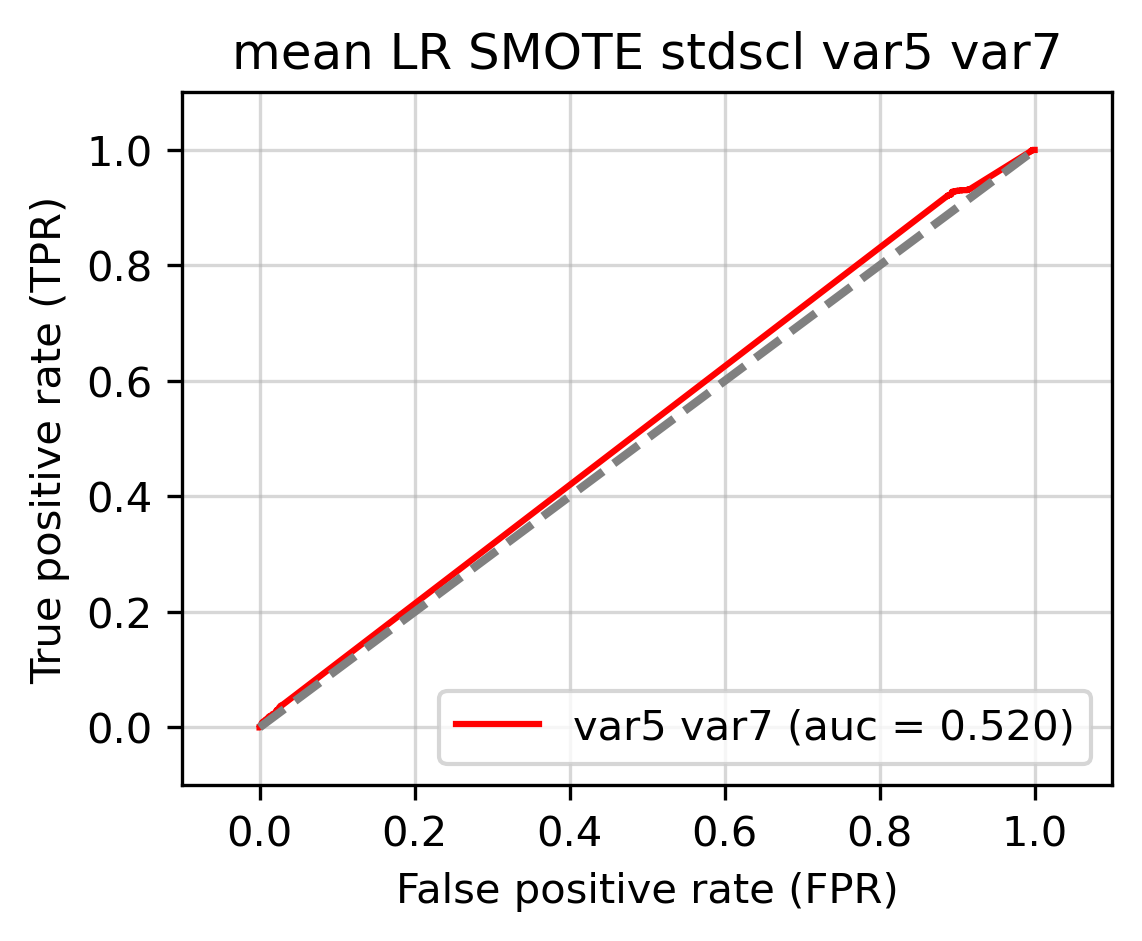 mean LR SMOTE stdscl var5 var7
True positive rate (TPR)
1.0
0.8
0.6
0.4
0.2
0.0
var5 var7 (auc = 0.520)
0.0 0.2 0.4 0.6 0.8 1.0
False positive rate (FPR)